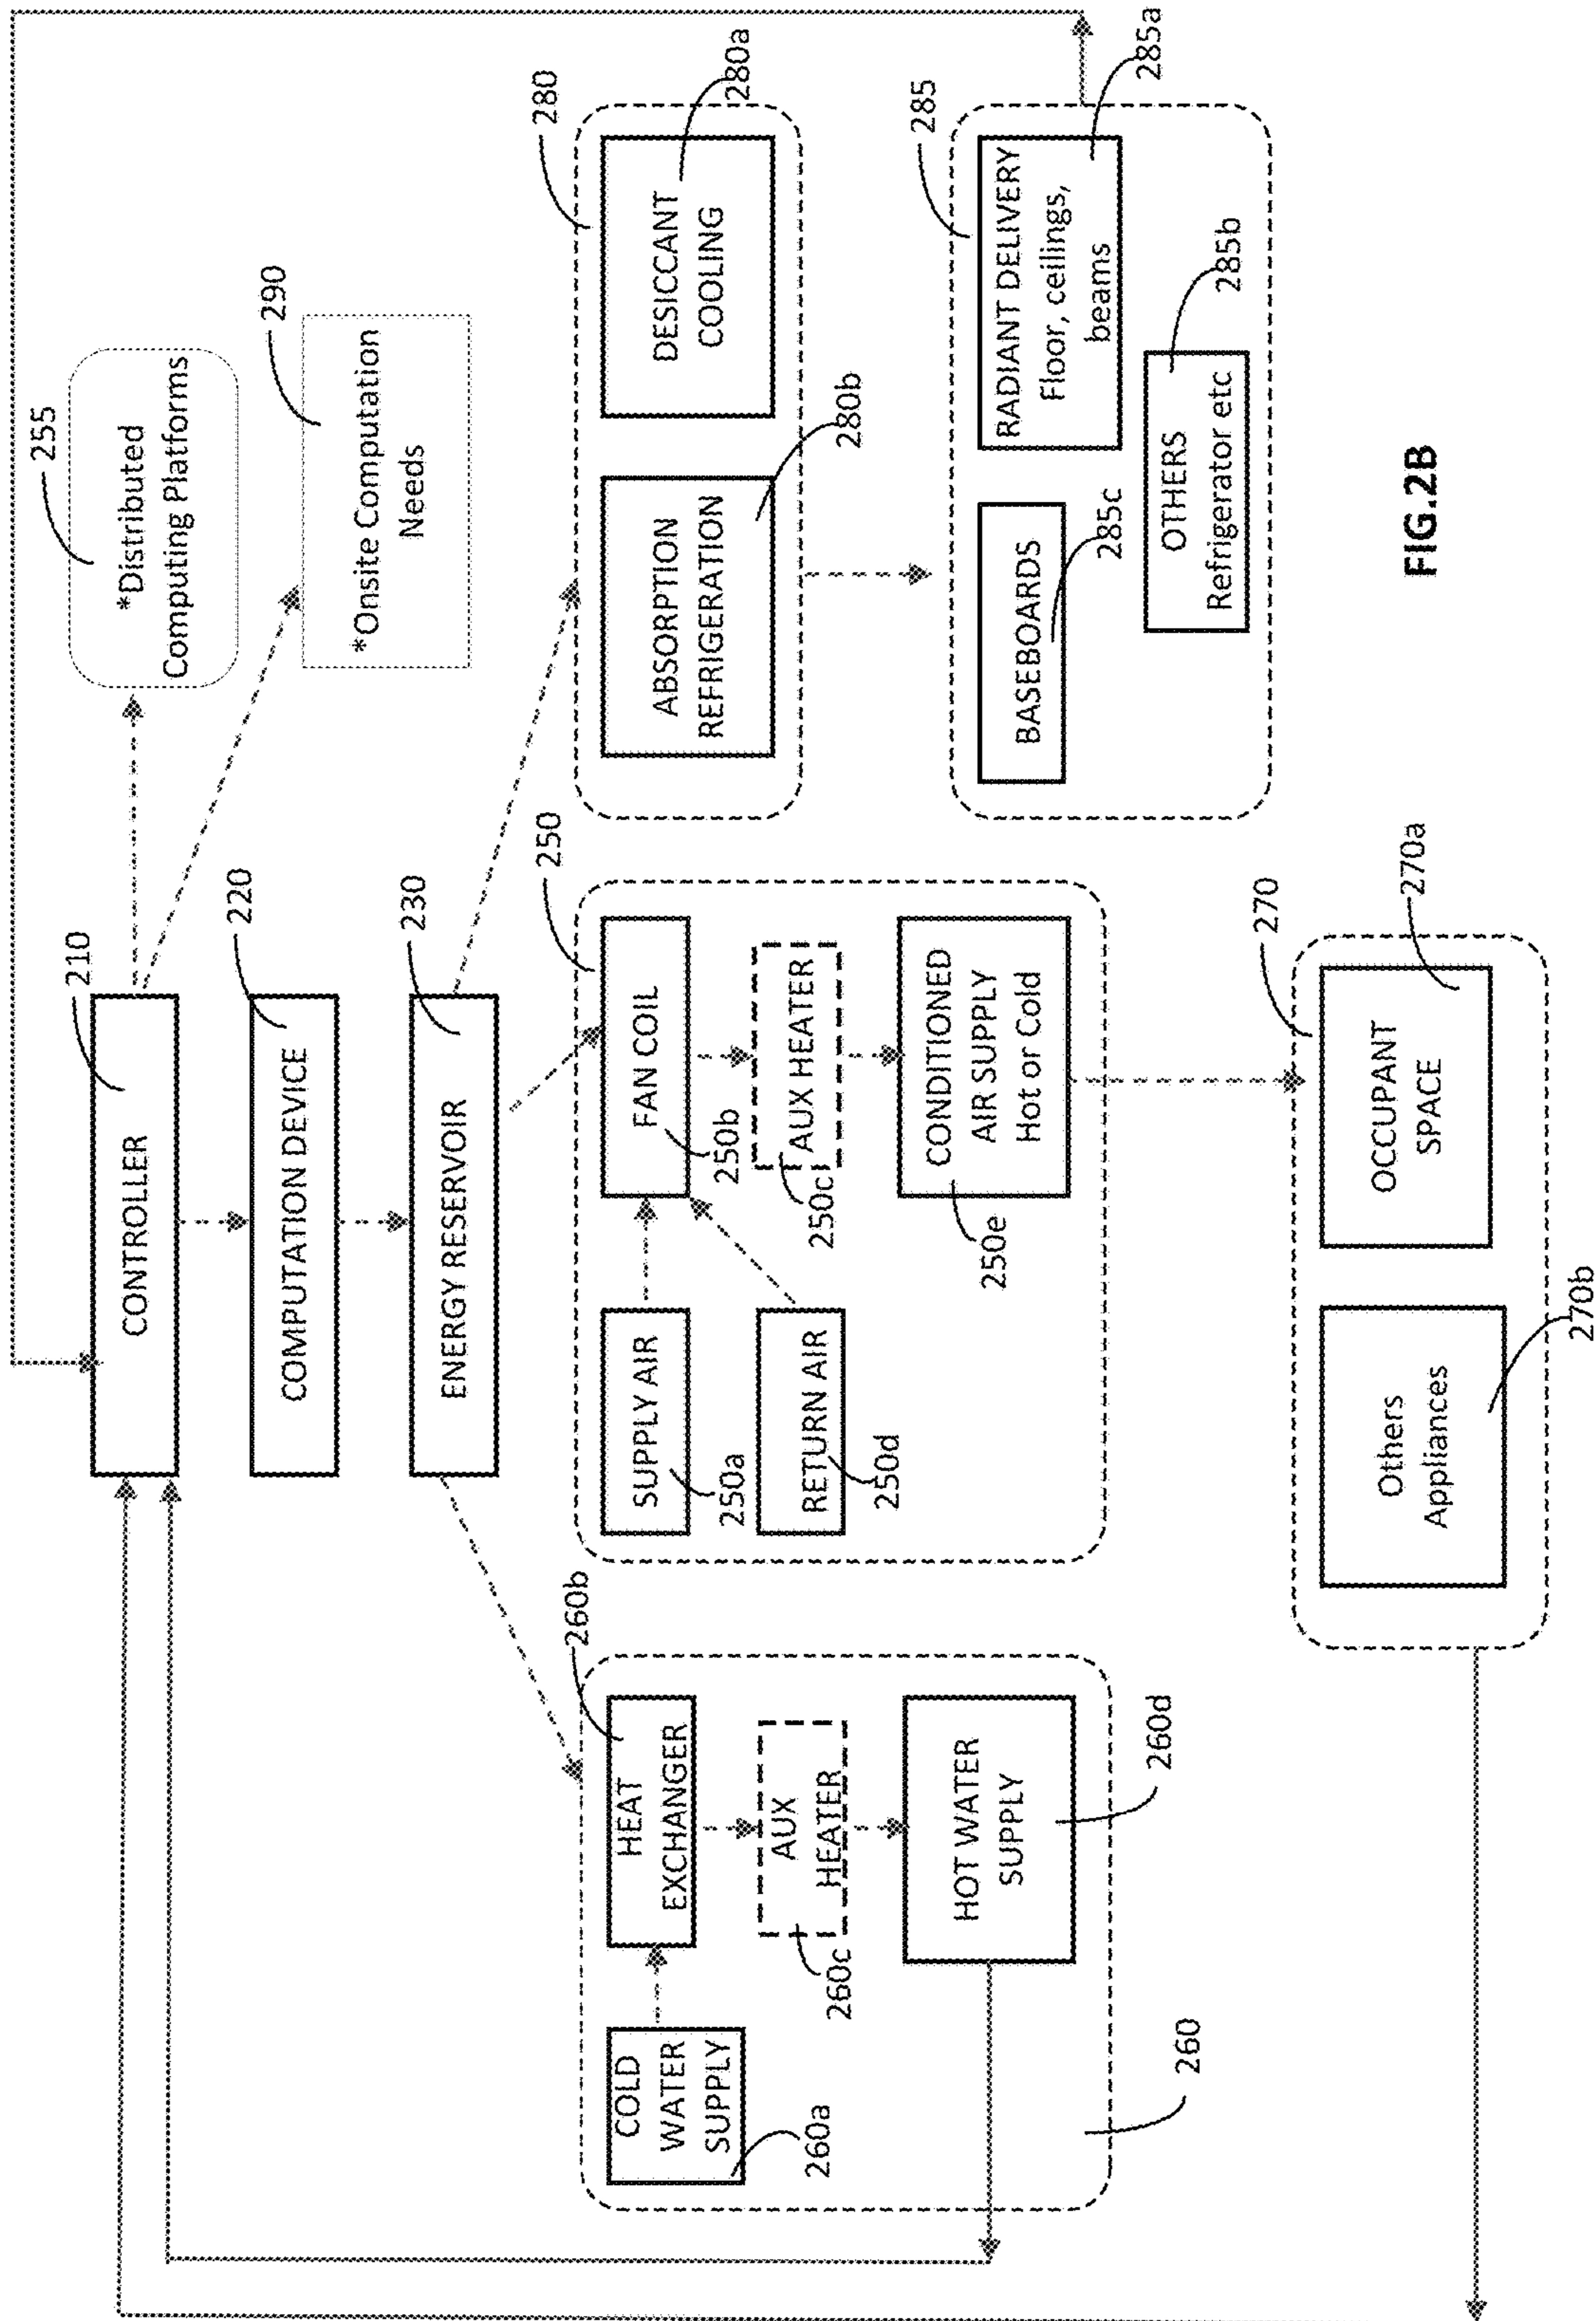 255
*Distributed
Computing Platforms
290
*Onsite Computation
Needs
210
CONTROLLER
220
COMPUTATION DEVICE
230
ENERGY RESERVOIR
260b
HEAT
EXCHANGER
COLD
WATER
SUPPLY
260a
AUX
HEATER
260c
HOT WATER
SUPPLY
260d
260
250
SUPPLY AIR
250a
FAN COIL
250b
RETURN AIR
250d
AUX HEATER
250c
CONDITIONED
AIR SUPPLY
Hot or Cold
250e
280
ABSORPTION
REFRIGERATION
280b
DESICCANT
COOLING
280a
285
BASEBOARDS
285c
RADIANT DELIVERY
Floor, ceilings,
beams
285a
OTHERS
Refrigerator etc
285b
270
Others
Appliances
270b
OCCUPANT
SPACE
270a
FIG.2B